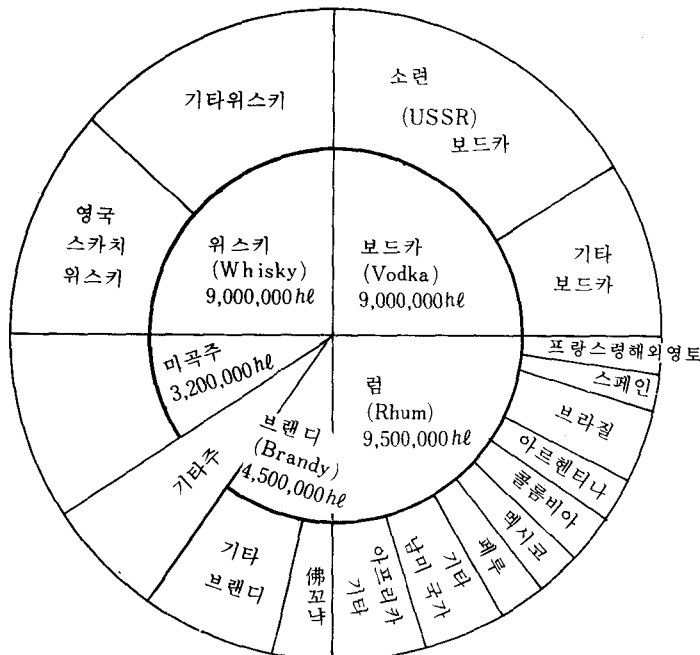 기타위스키
소련
(USSR)
보드카
영국
스카치
위스키
기타
보드카
위스키
(Whisky)
9,000,000hℓ
보드카
(Vodka)
9,000,000hℓ
미곡주
3,200,000hℓ
기타주
브랜디
(Brandy)
4,500,000hℓ
럼
(Rhum)
9,500,000hℓ
프랑스령해외영토
스페인
브라질
아르헨티나
콜롬비아
멕시코
페루
기타
남미 국가
아프리카
기타
佛꼬냑
기타
브랜디